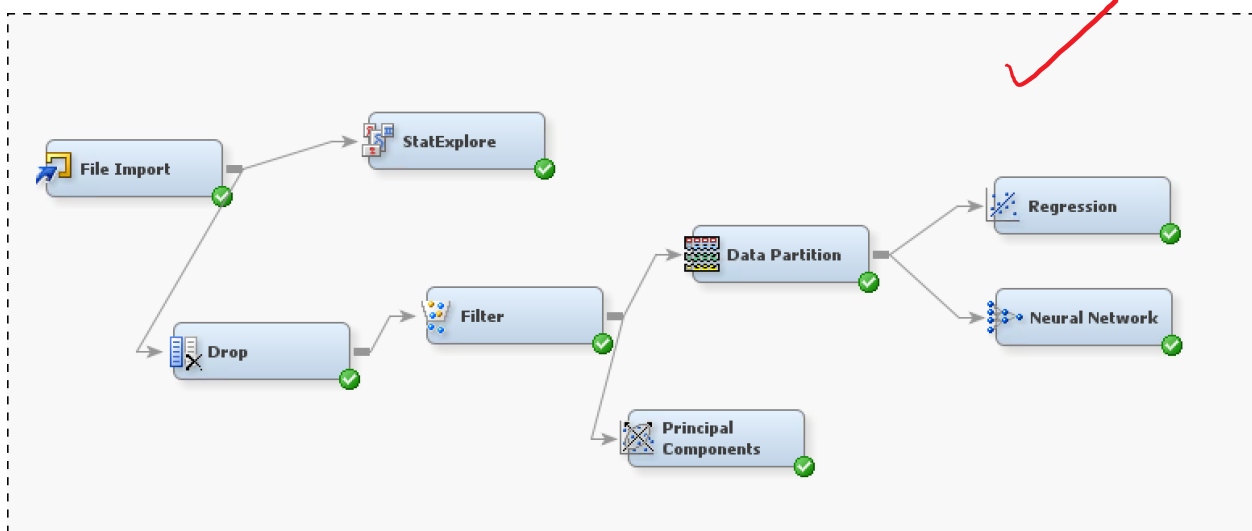 StatExplore
File Import
Regression
Data Partition
Filter
Neural Network
Drop
Principal
Components